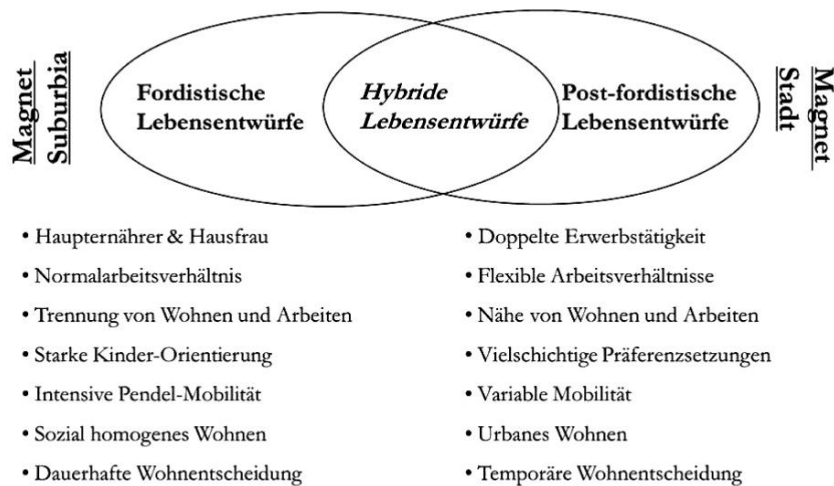 Magnet
Suburbia
Fordistische
Lebensentwürfe
Hybride
Lebensentwürfe
Post-fordistische
Lebensentwürfe
Magnet
Stadt
• Haupternährer & Hausfrau
• Normalarbeitsverhältnis
• Trennung von Wohnen und Arbeiten
• Starke Kinder-Orientierung
• Intensive Pendel-Mobilität
• Sozial homogenes Wohnen
• Dauerhafte Wohnentscheidung
• Doppelte Erwerbstätigkeit
• Flexible Arbeitsverhältnisse
• Nähe von Wohnen und Arbeiten
• Vielschichtige Präferenzsetzungen
• Variable Mobilität
• Urbanes Wohnen
• Temporäre Wohnentscheidung